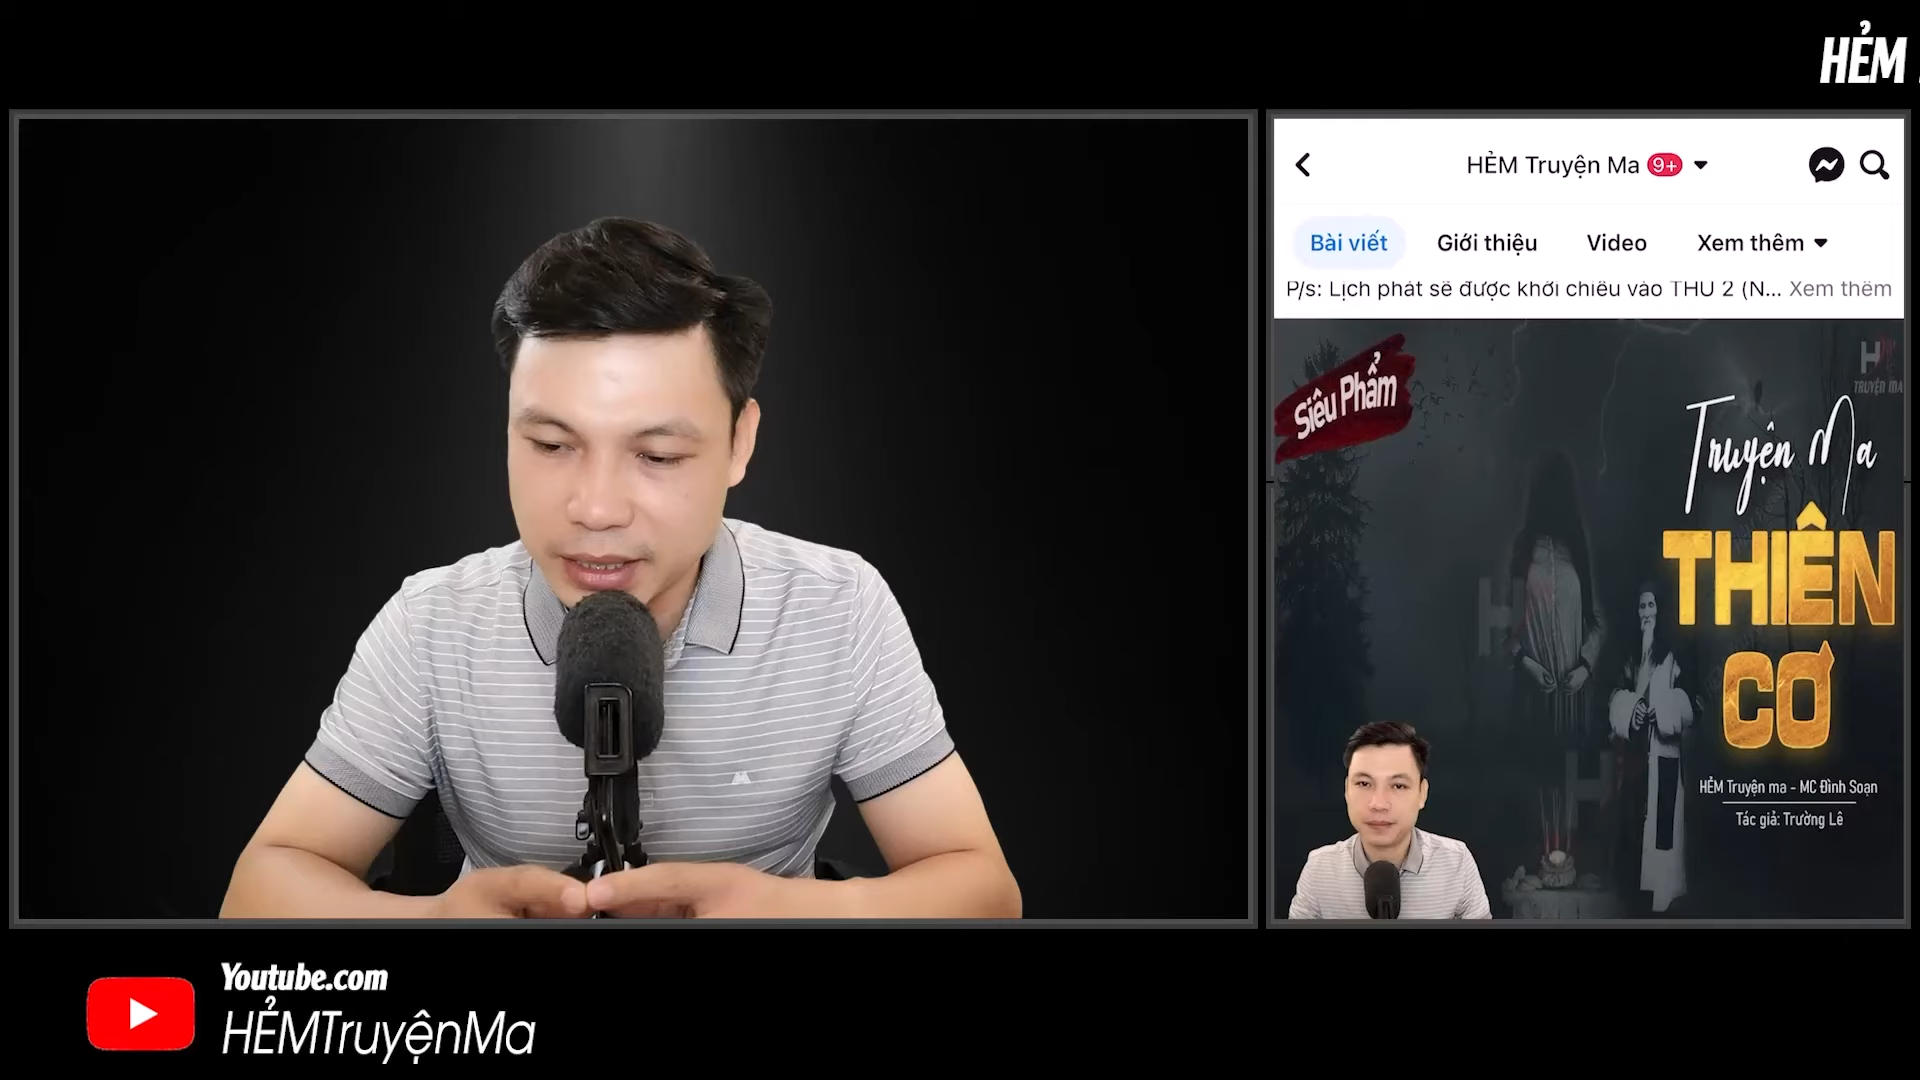 HẺM
HẺM Truyện Ma 9+
Bài viết Giới thiệu Video Xem thêm
P/s: Lịch phát sẽ được khởi chiếu vào THỨ 2 (N... Xem thêm
Siêu Phẩm
H
TRUYỆN MA
Truyện Ma
THIÊN
CƠ
HẺM Truyện ma - MC Đình Soạn
Tác giả: Trường Lê
Youtube.com
HẺMTruyệnMa